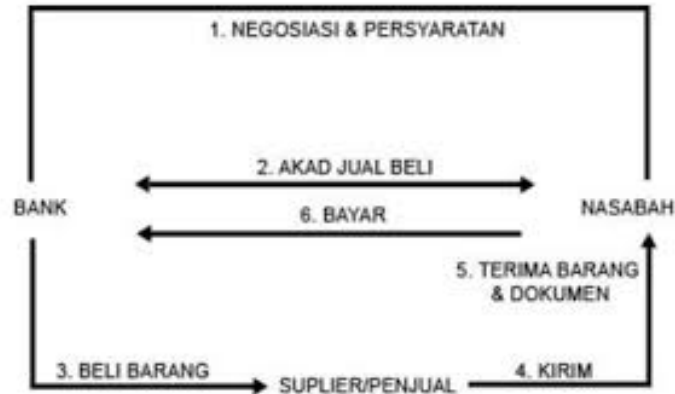 1. NEGOSIASI & PERSYARATAN
2. AKAD JUAL BELI
BANK
NASABAH
6. BAYAR
5. TERIMA BARANG
& DOKUMEN
3. BELI BARANG
SUPLIER/PENJUAL
4. KIRIM